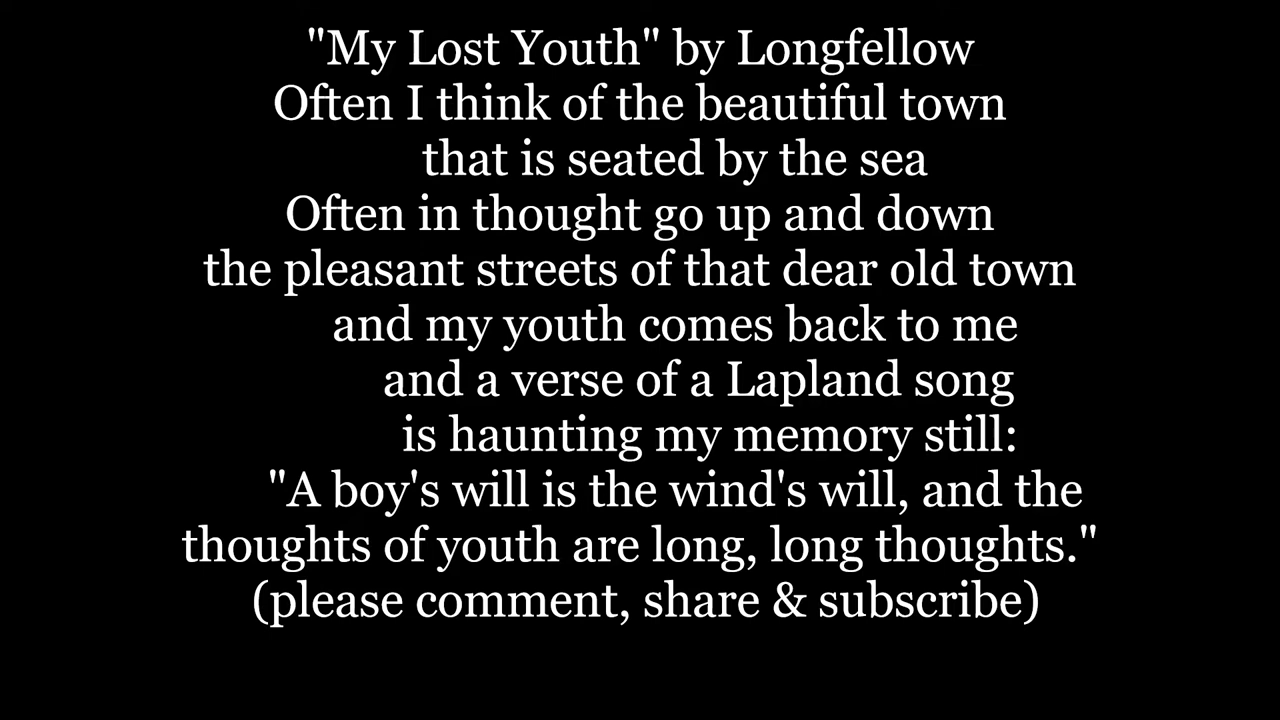 "My Lost Youth" by Longfellow
Often I think of the beautiful town
that is seated by the sea
Often in thought go up and down
the pleasant streets of that dear old town
and my youth comes back to me
and a verse of a Lapland song
is haunting my memory still:
"A boy's will is the wind's will, and the
thoughts of youth are long, long thoughts."
(please comment, share & subscribe)